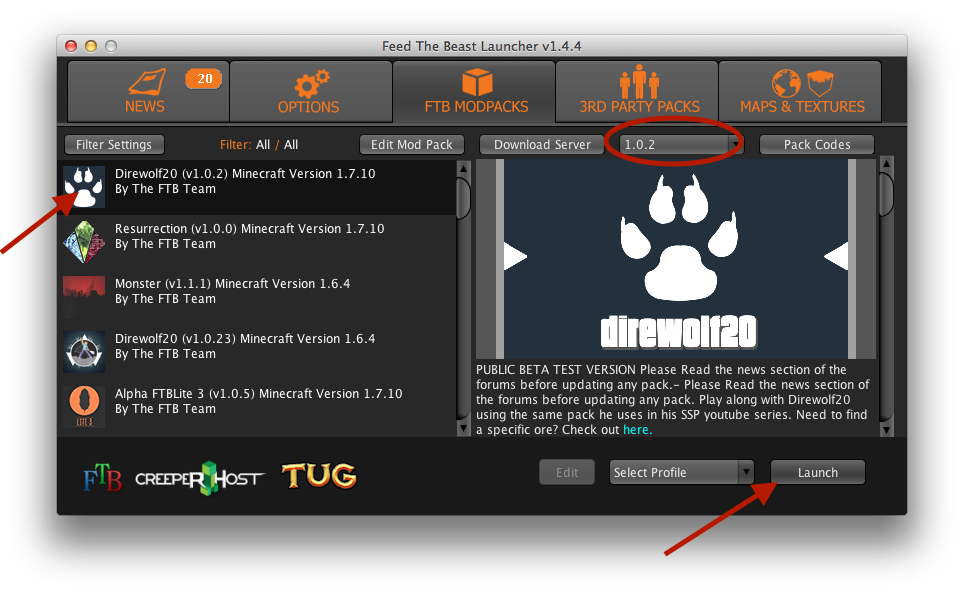 Feed The Beast Launcher v1.4.4
20
NEWS
OPTIONS
FTB MODPACKS
3RD PARTY PACKS
MAPS & TEXTURES
Filter Settings
Filter: All / All
Edit Mod Pack
Download Server
1.0.2
Pack Codes
Direwolf20 (v1.0.2) Minecraft Version 1.7.10
By The FTB Team
Resurrection (v1.0.0) Minecraft Version 1.7.10
By The FTB Team
Monster (v1.1.1) Minecraft Version 1.6.4
By The FTB Team
Direwolf20 (v1.0.23) Minecraft Version 1.6.4
By The FTB Team
Alpha FTBLite 3 (v1.0.5) Minecraft Version 1.7.10
By The FTB Team
LITE 3
direwolf20
PUBLIC BETA TEST VERSION Please Read the news section of the
forums before updating any pack.- Please Read the news section of
the forums before updating any pack. Play along with Direwolf20
using the same pack he uses in his SSP youtube series. Need to find
a specific ore? Check out here.
FTB
CREEPERHOST
TUG
Edit
Select Profile
Launch